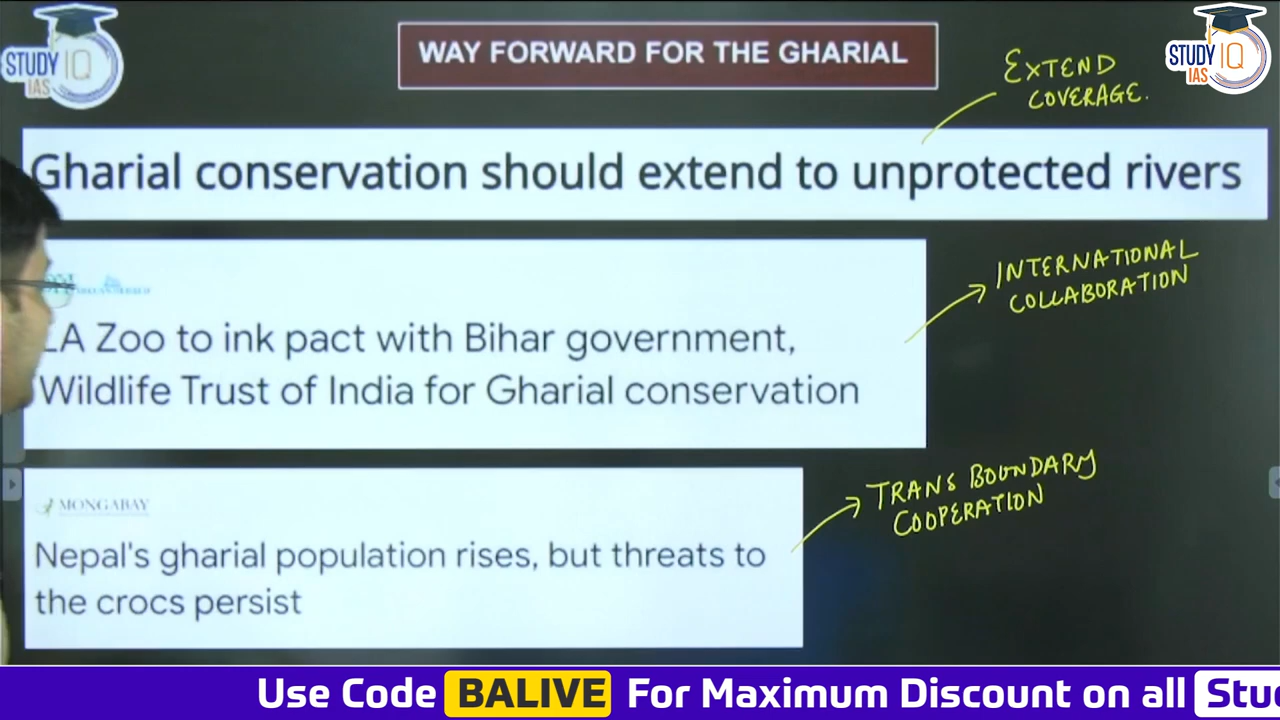 STUDY IQ
IAS
WAY FORWARD FOR THE GHARIAL
EXTEND
COVERAGE.
STUDY IQ
IAS
Gharial conservation should extend to unprotected rivers
INTERNATIONAL
COLLABORATION
LA Zoo to ink pact with Bihar government,
Wildlife Trust of India for Gharial conservation
TRANS BOUNDARY
COOPERATION
MONGABAY
Nepal's gharial population rises, but threats to
the crocs persist
Use Code BALIVE For Maximum Discount on all Stu